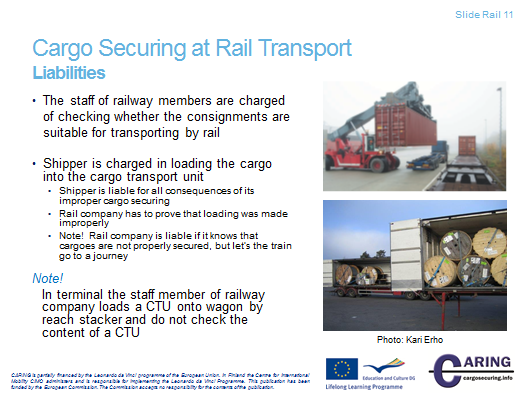 Slide Rail 11
Cargo Securing at Rail Transport
Liabilities
• The staff of railway members are charged
of checking whether the consignments are
suitable for transporting by rail
• Shipper is charged in loading the cargo
into the cargo transport unit
• Shipper is liable for all consequences of its
improper cargo securing
• Rail company has to prove that loading was made
improperly
• Note! Rail company is liable if it knows that
cargoes are not properly secured, but let's the train
go to a journey
Note!
In terminal the staff member of railway
company loads a CTU onto wagon by
reach stacker and do not check the
content of a CTU
Photo: Kari Erho
CARING is partially financed by the Leonardo da Vinci programme of the European Union. In Finland the Centre for International
Mobility CIMO administers and is responsible for implementing the Leonardo da Vinci Programme. This publication has been
funded by the European Commission. The Commission accepts no responsibility for the contents of the publication.
Education and Culture DG
Lifelong Learning Programme
CARING
cargosecuring.info